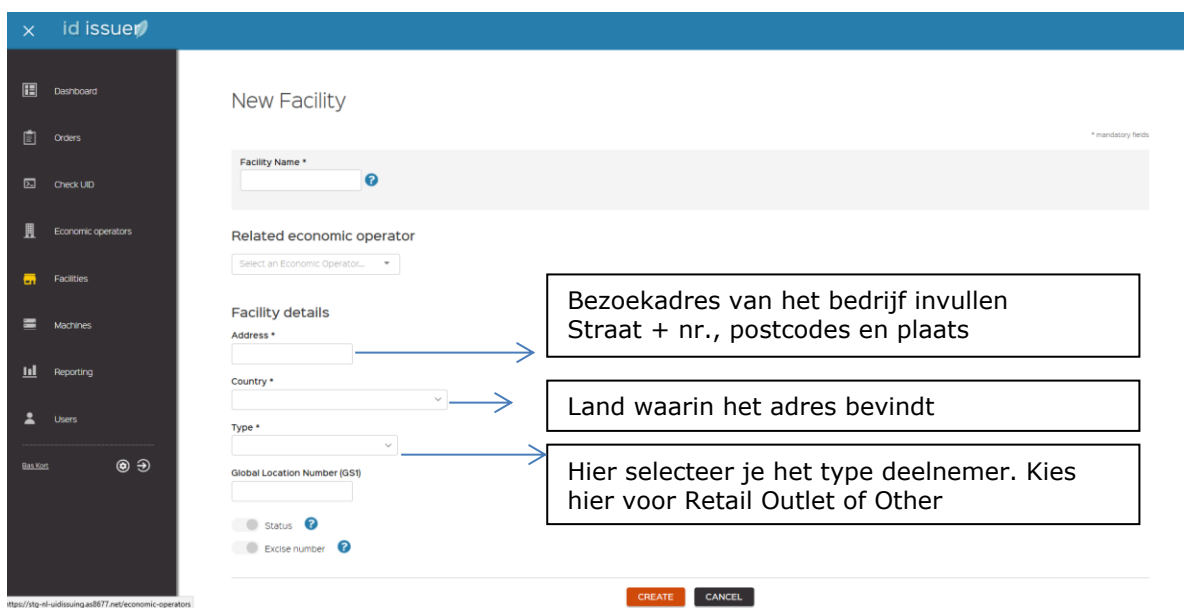 id issuer
Dashboard
Orders
Check UID
Economic operators
Facilities
Machines
Reporting
Users
Bas Kort
New Facility
* mandatory fields
Facility Name *
Related economic operator
Select an Economic Operator...
Facility details
Address *
Bezoekadres van het bedrijf invullen
Straat + nr., postcodes en plaats
Country *
Land waarin het adres bevindt
Type *
Hier selecteer je het type deelnemer. Kies
hier voor Retail Outlet of Other
Global Location Number (GS1)
Status
Excise number
CREATE CANCEL
https://stg-nl-uidissuing.as8677.net/economic-operators